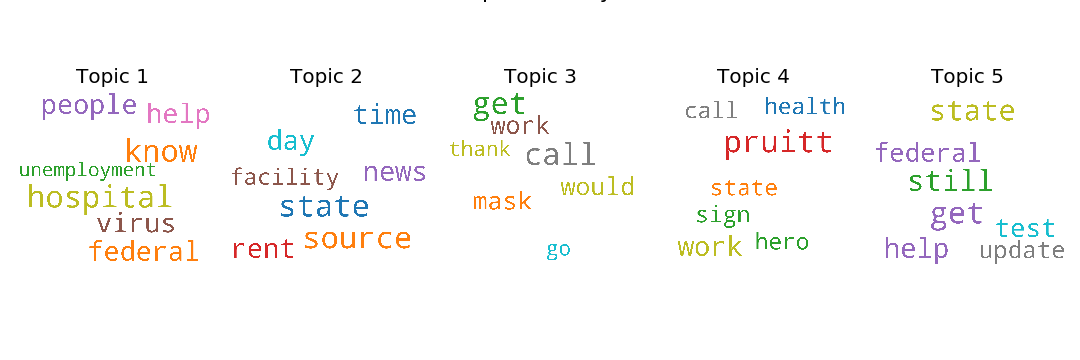 Topic 1
people help
know
unemployment
hospital
virus
federal
Topic 2
time
day
facility news
state
rent source
Topic 3
get
work
thank call
would
mask
go
Topic 4
call health
pruitt
state
sign
work hero
Topic 5
state
federal
still
get
test
help update